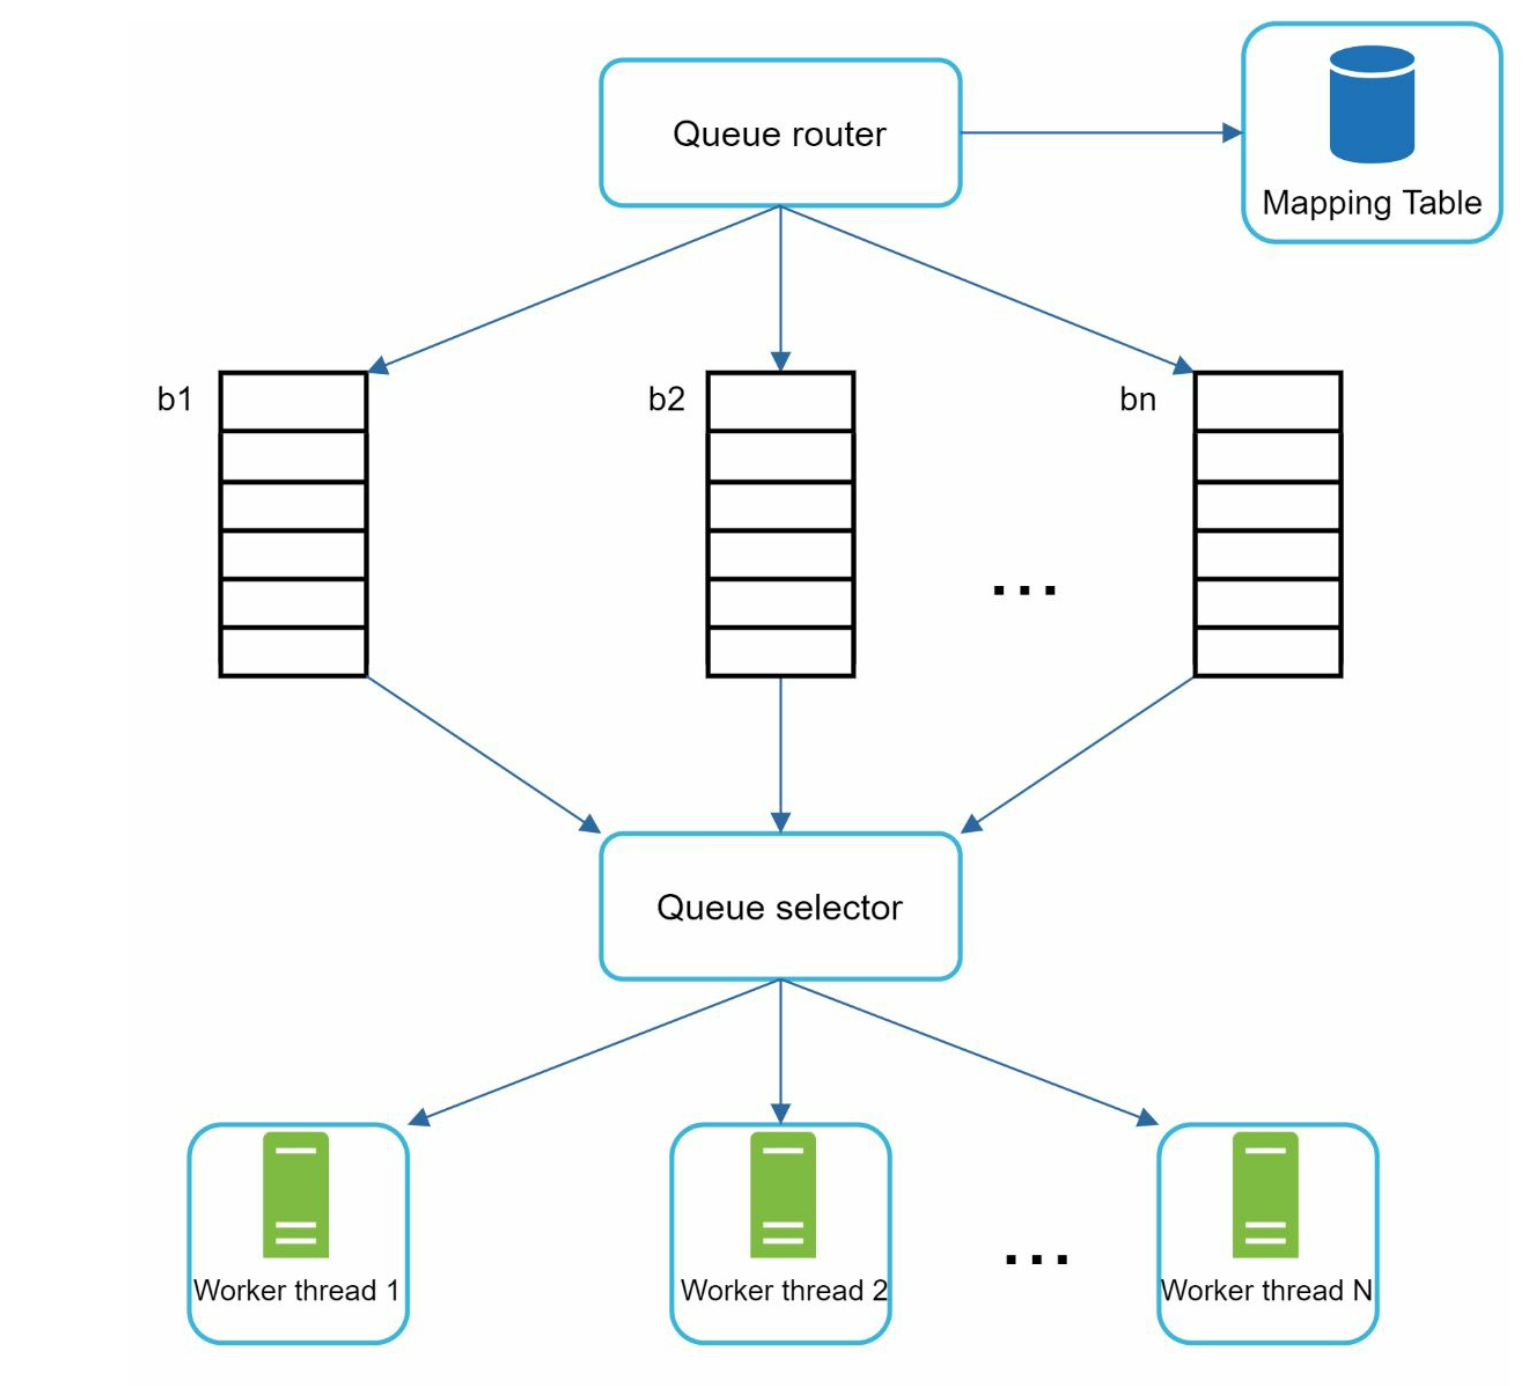 Queue router
Mapping Table
b1
b2
bn
...
Queue selector
Worker thread 1
Worker thread 2
...
Worker thread N